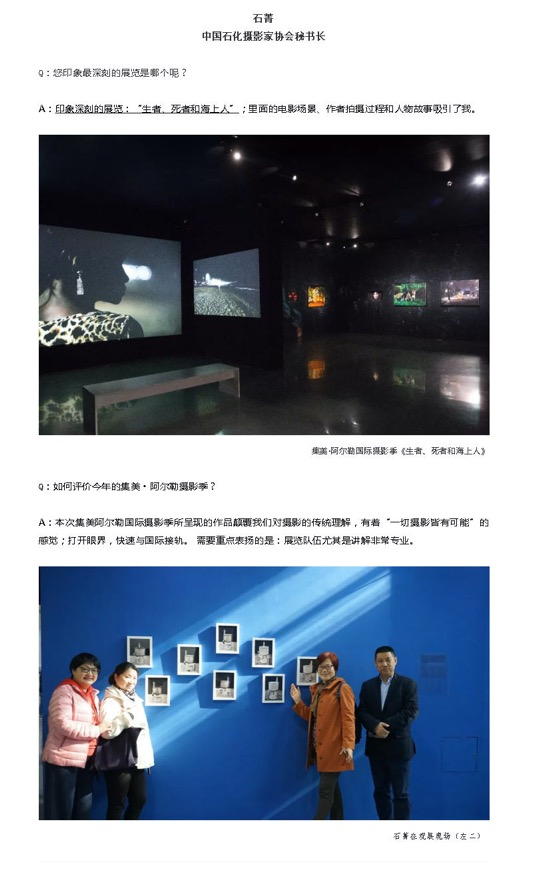 石菁
中国石化摄影家协会秘书长
Q：您印象最深刻的展览是哪个呢？
A：印象深刻的展览：“生者、死者和海上人”；里面的电影场景、作者拍摄过程和人物故事吸引了我。
集美·阿尔勒国际摄影季《生者、死者和海上人》
Q：如何评价今年的集美·阿尔勒摄影季？
A：本次集美阿尔勒国际摄影季所呈现的作品颠覆我们对摄影的传统理解，有着“一切摄影皆有可能”的
感觉；打开眼界，快速与国际接轨。 需要重点表扬的是：展览队伍尤其是讲解非常专业。
石菁在观展现场（左二）